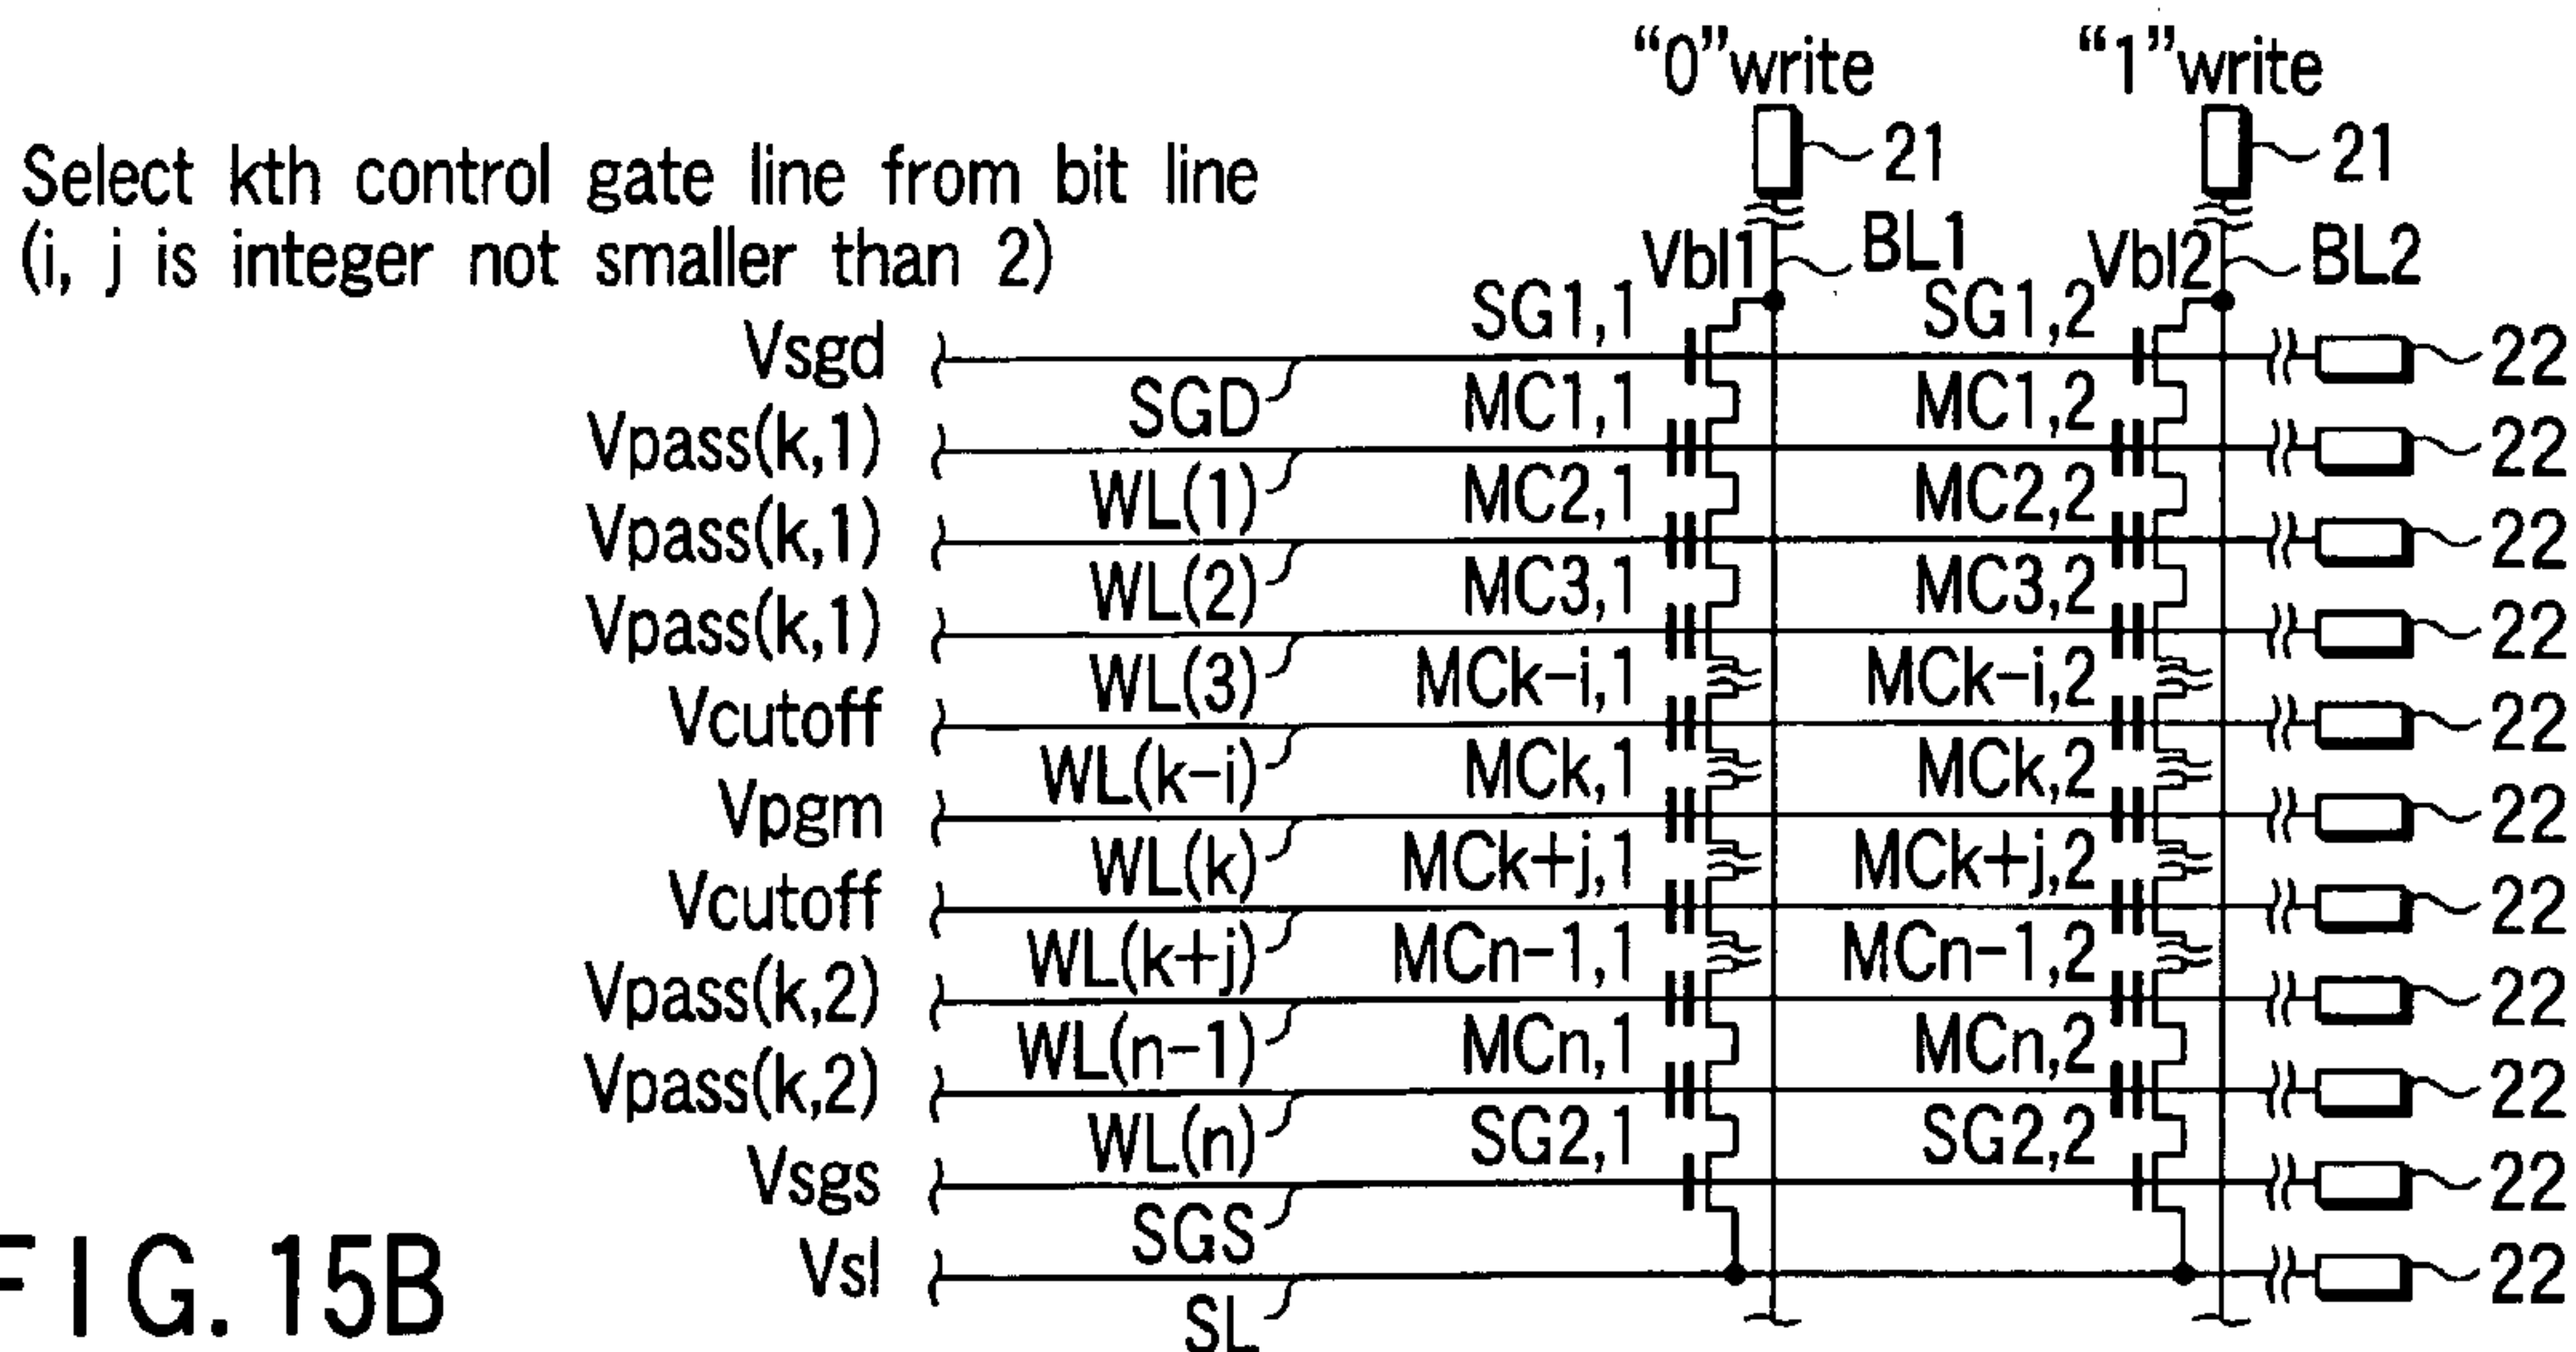 “0”write “1”write
21 21
Select kth control gate line from bit line
(i, j is integer not smaller than 2)
Vbl1 BL1 Vbl2 BL2
SG1,1 SG1,2
Vsgd 22
SGD MC1,1 MC1,2
Vpass(k,1) 22
WL(1) MC2,1 MC2,2
Vpass(k,1) 22
WL(2) MC3,1 MC3,2
Vpass(k,1) 22
WL(3) MCk-i,1 MCk-i,2
Vcutoff 22
WL(k-i) MCk,1 MCk,2
Vpgm 22
WL(k) MCk+j,1 MCk+j,2
Vcutoff 22
WL(k+j) MCn-1,1 MCn-1,2
Vpass(k,2) 22
WL(n-1) MCn,1 MCn,2
Vpass(k,2) 22
WL(n) SG2,1 SG2,2
Vsgs 22
SGS
Vsl 22
SL
FIG. 15B